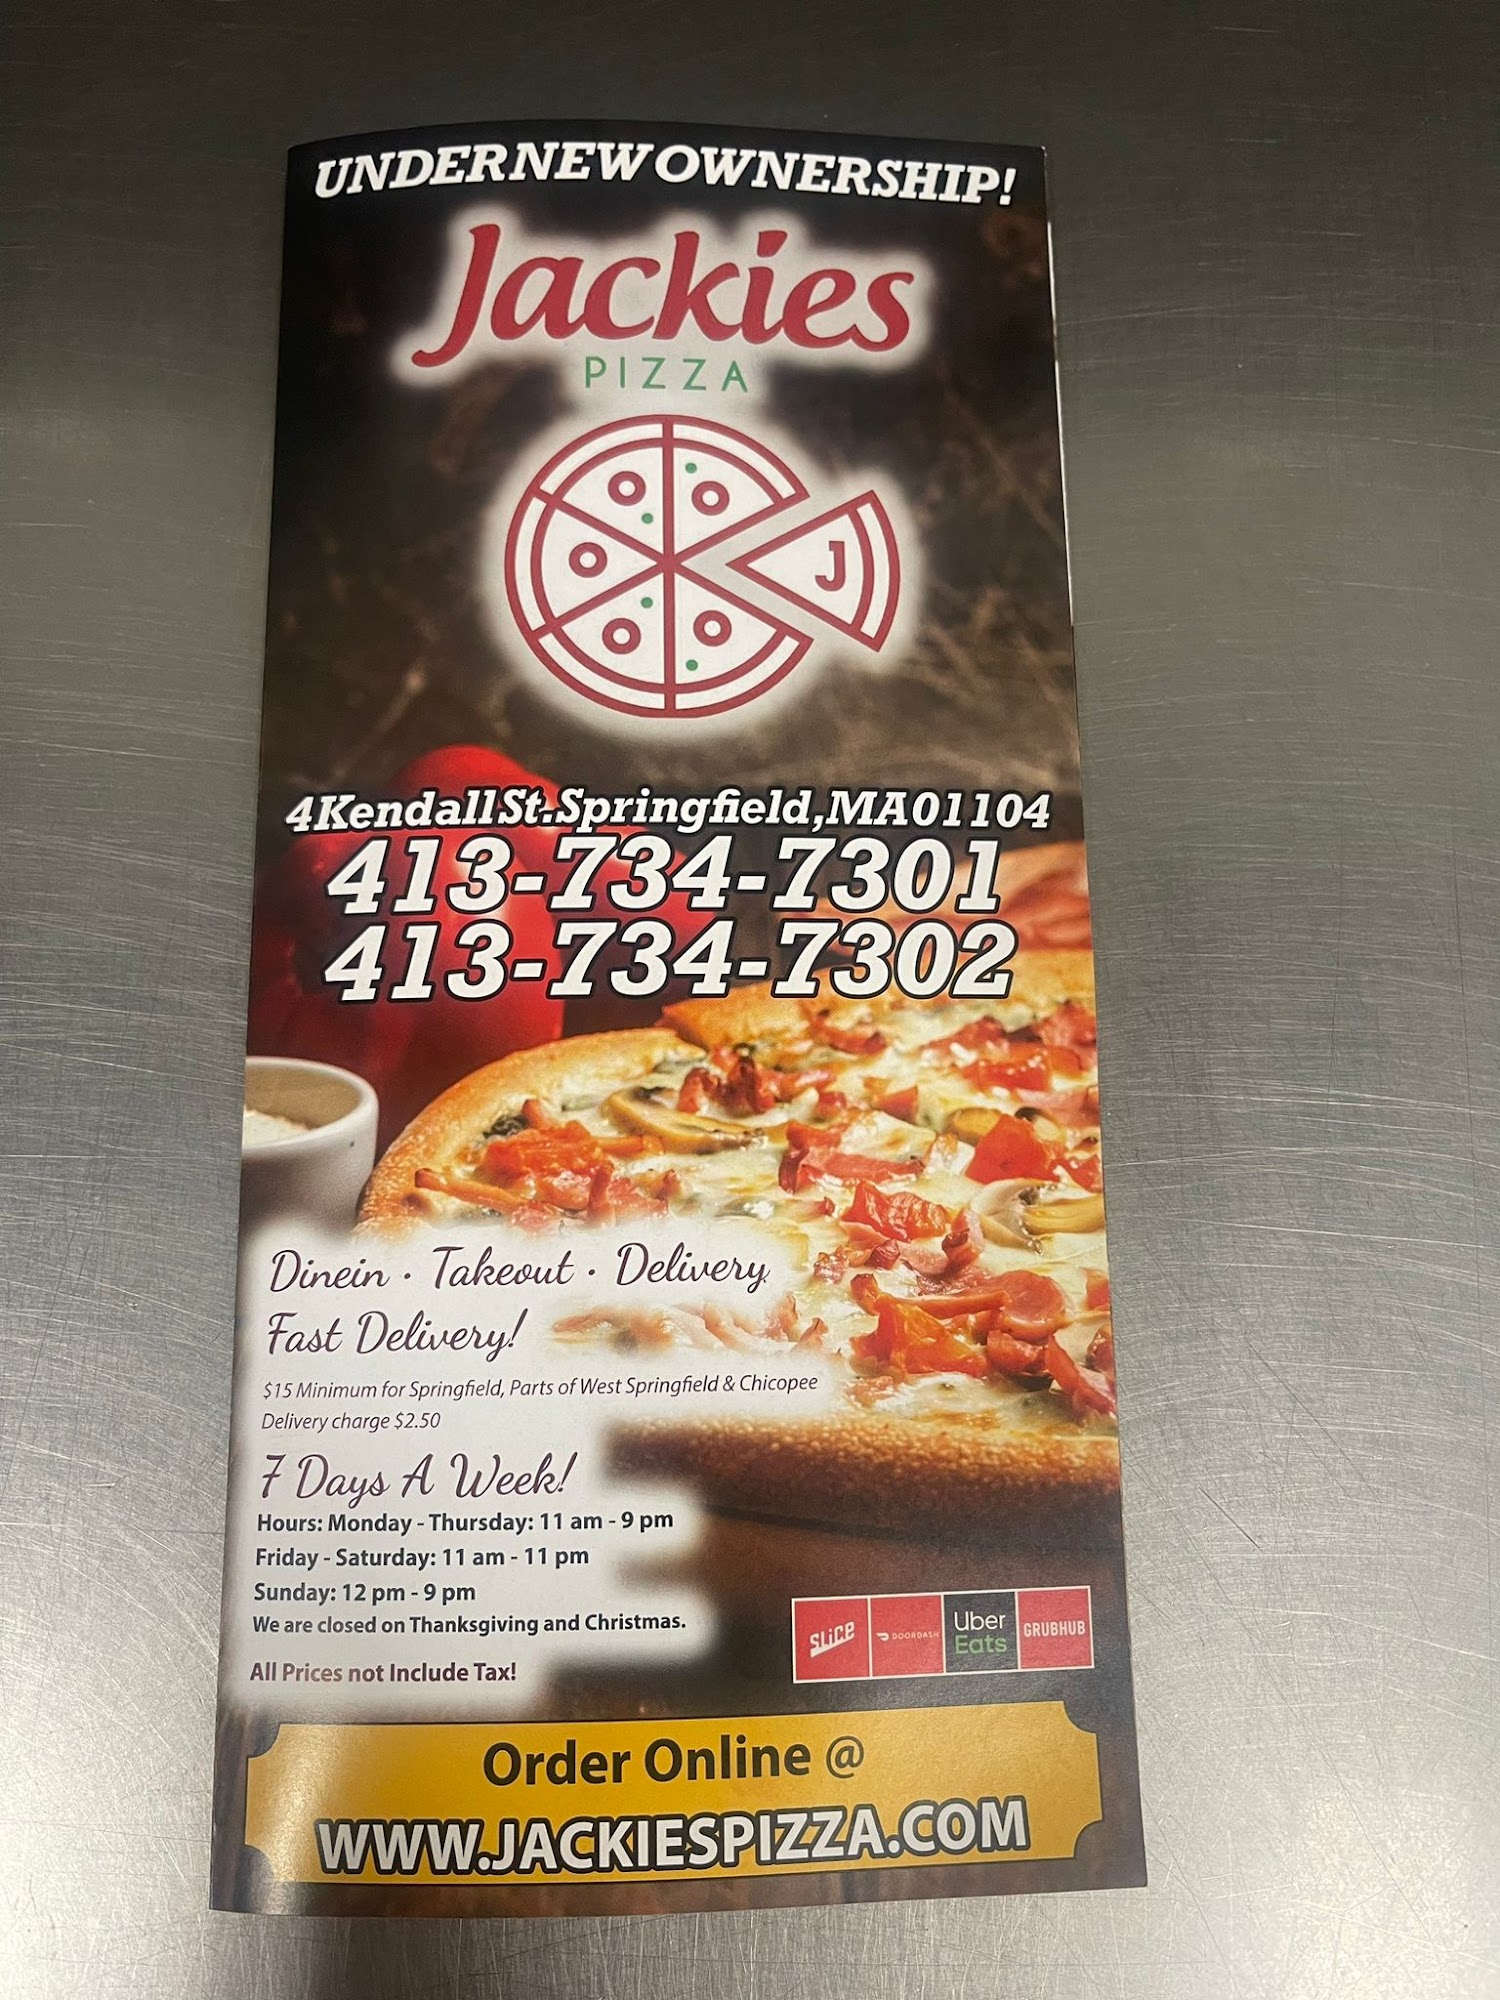 UNDER NEW OWNERSHIP!
Jackies
PIZZA
J
4 Kendall St. Springfield, MA 01104
413-734-7301
413-734-7302
Dinein · Takeout · Delivery
Fast Delivery!
$15 Minimum for Springfield, Parts of West Springfield & Chicopee
Delivery charge $2.50
7 Days A Week!
Hours: Monday - Thursday: 11 am - 9 pm
Friday - Saturday: 11 am - 11 pm
Sunday: 12 pm - 9 pm
We are closed on Thanksgiving and Christmas.
All Prices not Include Tax!
SLiCE DOORDASH Uber Eats GRUBHUB
Order Online @
WWW.JACKIESPIZZA.COM